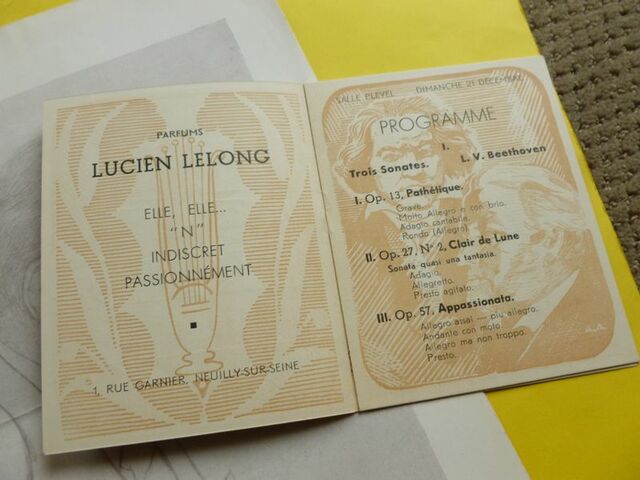 PARFUMS
LUCIEN LELONG
ELLE, ELLE...
"N"
INDISCRET
PASSIONNÉMENT
1, RUE GARNIER, NEUILLY-SUR-SEINE
SALLE PLEYEL DIMANCHE 21 DÉCEMBRE
PROGRAMME
I.
Trois Sonates. L. V. Beethoven
I. Op. 13, Pathétique.
Grave.
Molto Allegro e con brio.
Adagio cantabile.
Rondo (Allegro)
II. Op. 27, N° 2, Clair de Lune
Sonata quasi una fantasia.
Adagio.
Allegretto.
Presto agitato.
III. Op. 57, Appassionata.
Allegro assai — piu allegro.
Andante con moto.
Allegro ma non troppo.
Presto.